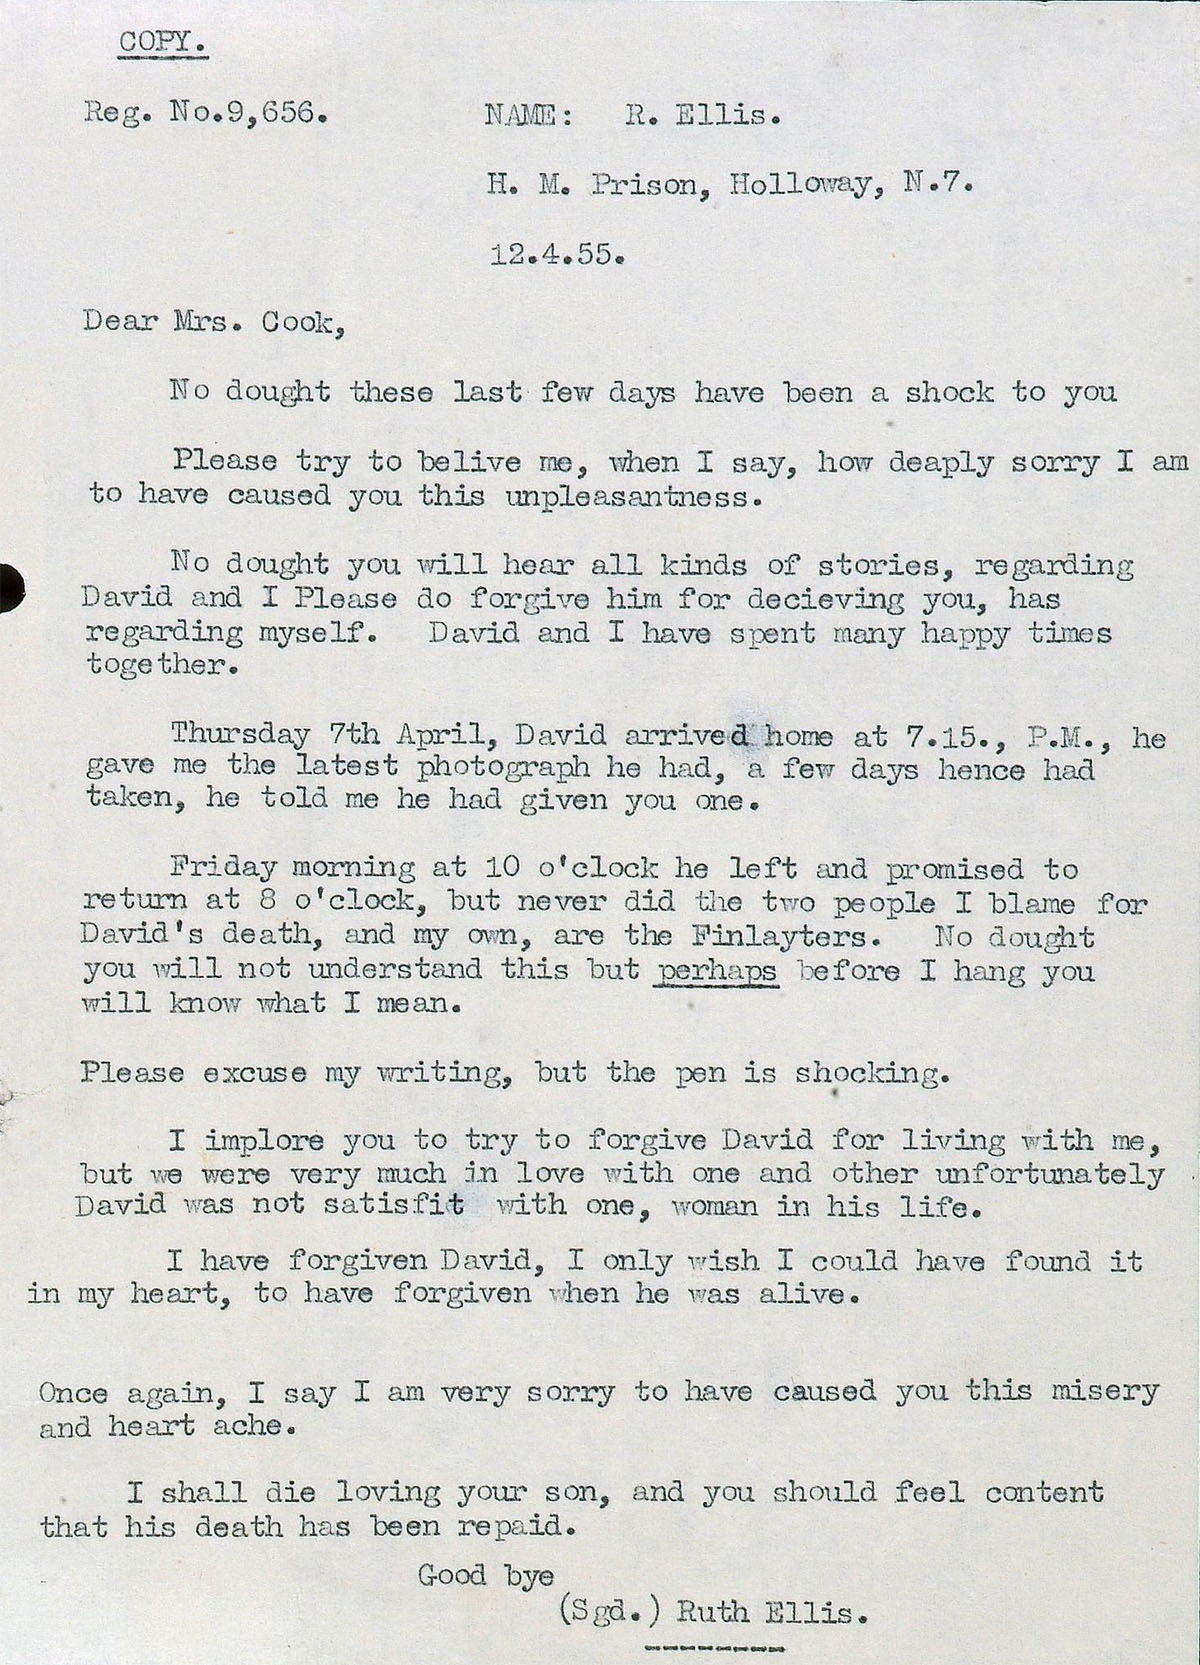 COPY.
Reg. No.9,656. NAME: R. Ellis.
H. M. Prison, Holloway, N.7.
12.4.55.
Dear Mrs. Cook,
No dought these last few days have been a shock to you
Please try to belive me, when I say, how deaply sorry I am
to have caused you this unpleasantness.
No dought you will hear all kinds of stories, regarding
David and I Please do forgive him for decieving you, has
regarding myself. David and I have spent many happy times
together.
Thursday 7th April, David arrived home at 7.15., P.M., he
gave me the latest photograph he had, a few days hence had
taken, he told me he had given you one.
Friday morning at 10 o'clock he left and promised to
return at 8 o'clock, but never did the two people I blame for
David's death, and my own, are the Finlayters. No dought
you will not understand this but perhaps before I hang you
will know what I mean.
Please excuse my writing, but the pen is shocking.
I implore you to try to forgive David for living with me,
but we were very much in love with one and other unfortunately
David was not satisfit with one, woman in his life.
I have forgiven David, I only wish I could have found it
in my heart, to have forgiven when he was alive.
Once again, I say I am very sorry to have caused you this misery
and heart ache.
I shall die loving your son, and you should feel content
that his death has been repaid.
Good bye
(Sgd.) Ruth Ellis.